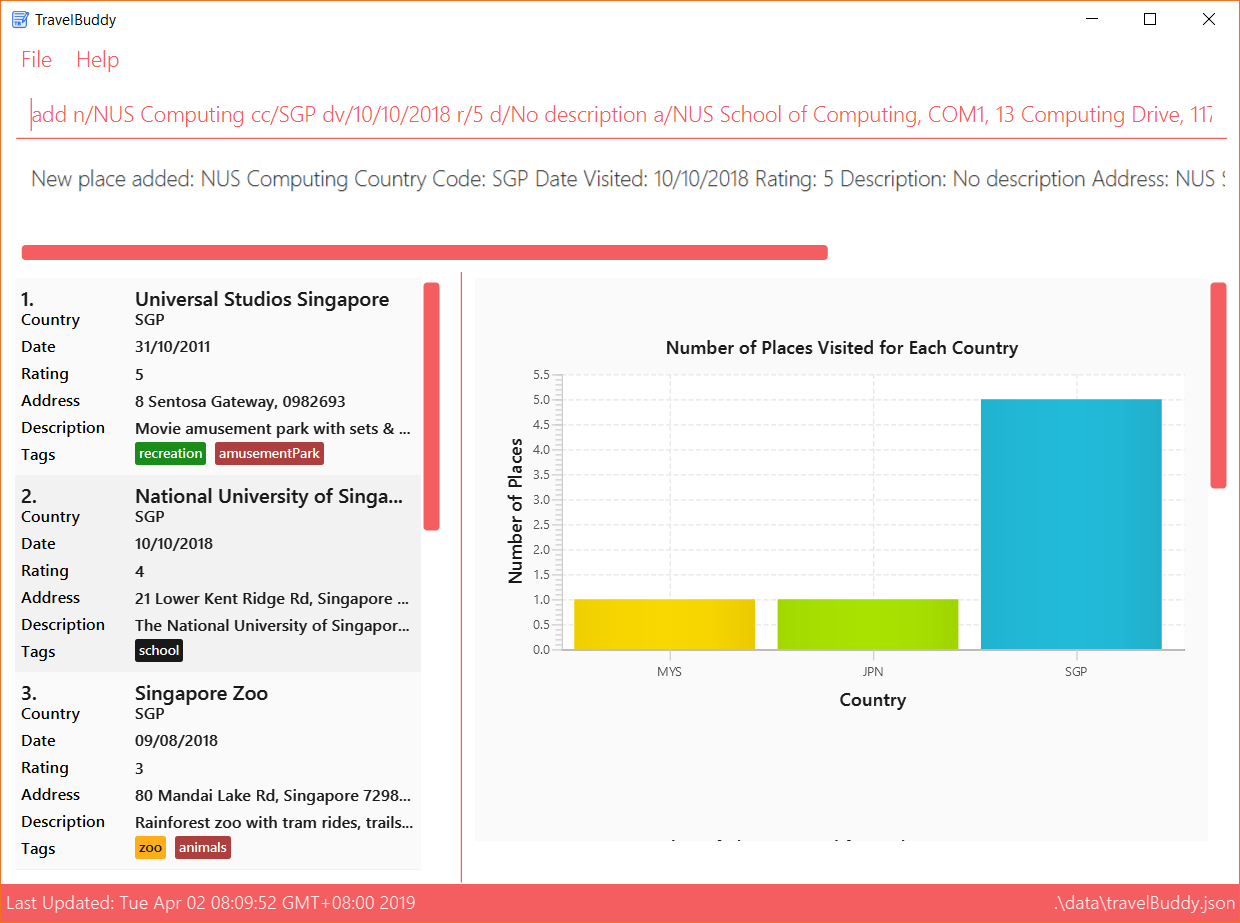 TravelBuddy
File Help
add n/NUS Computing cc/SGP dv/10/10/2018 r/5 d/No description a/NUS School of Computing, COM1, 13 Computing Drive, 117
New place added: NUS Computing Country Code: SGP Date Visited: 10/10/2018 Rating: 5 Description: No description Address: NUS
1. Universal Studios Singapore
Country SGP
Date 31/10/2011
Rating 5
Address 8 Sentosa Gateway, 0982693
Description Movie amusement park with sets & ...
Tags recreation amusementPark
2. National University of Singa...
Country SGP
Date 10/10/2018
Rating 4
Address 21 Lower Kent Ridge Rd, Singapore ...
Description The National University of Singapor...
Tags school
3. Singapore Zoo
Country SGP
Date 09/08/2018
Rating 3
Address 80 Mandai Lake Rd, Singapore 7298...
Description Rainforest zoo with tram rides, trails...
Tags zoo animals
Number of Places Visited for Each Country
Number of Places
5.5
5.0
4.5
4.0
3.5
3.0
2.5
2.0
1.5
1.0
0.5
0.0
MYS JPN SGP
Country
Last Updated: Tue Apr 02 08:09:52 GMT+08:00 2019 .\data\travelBuddy.json